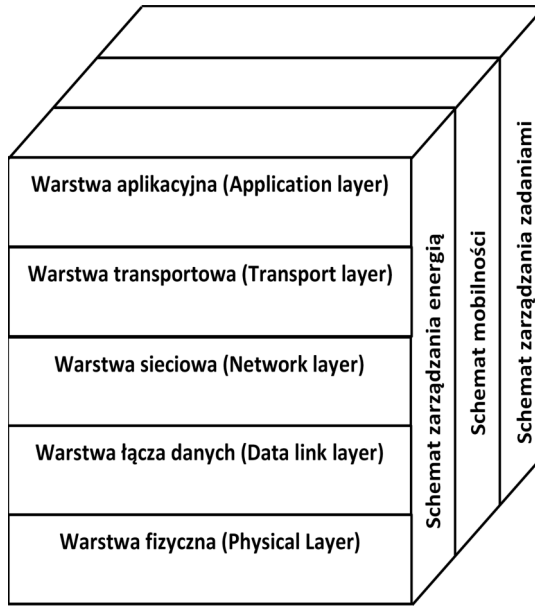 Warstwa aplikacyjna (Application layer)
Warstwa transportowa (Transport layer)
Warstwa sieciowa (Network layer)
Warstwa łącza danych (Data link layer)
Warstwa fizyczna (Physical Layer)
Schemat zarządzania energią
Schemat mobilności
Schemat zarządzania zadaniami